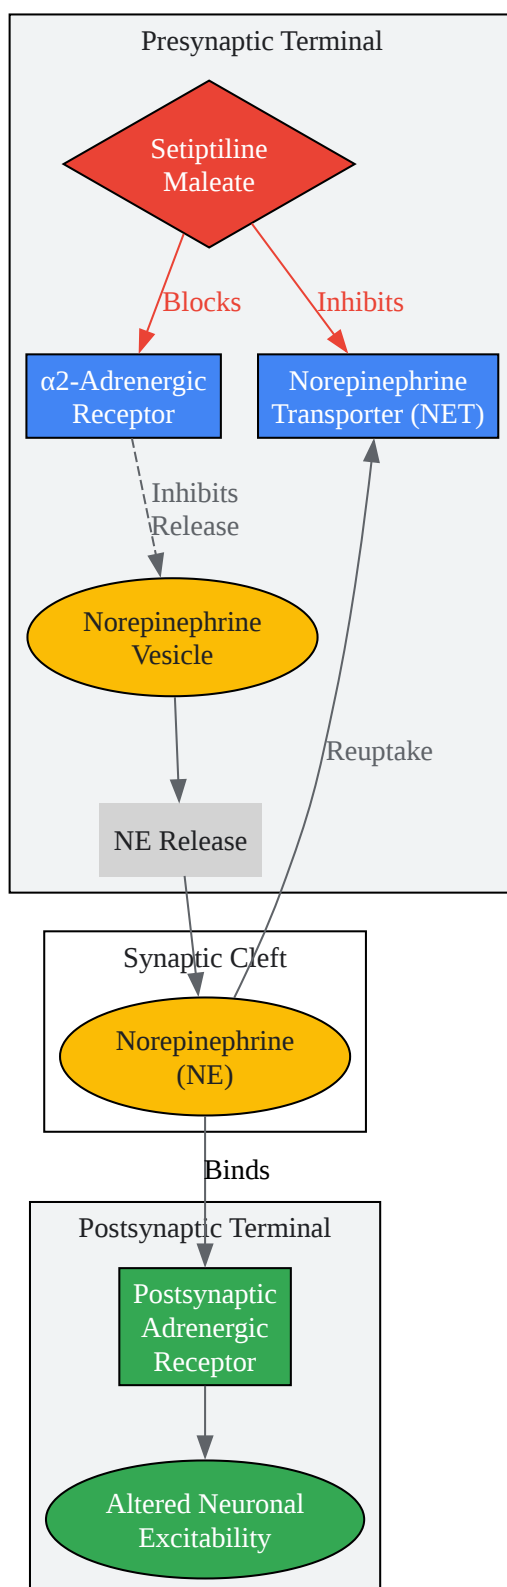 Presynaptic Terminal
Setiptiline
Maleate
Blocks
Inhibits
α2-Adrenergic
Receptor
Norepinephrine
Transporter (NET)
Inhibits
Release
Norepinephrine
Vesicle
Reuptake
NE Release
Synaptic Cleft
Norepinephrine
(NE)
Binds
Postsynaptic Terminal
Postsynaptic
Adrenergic
Receptor
Altered Neuronal
Excitability